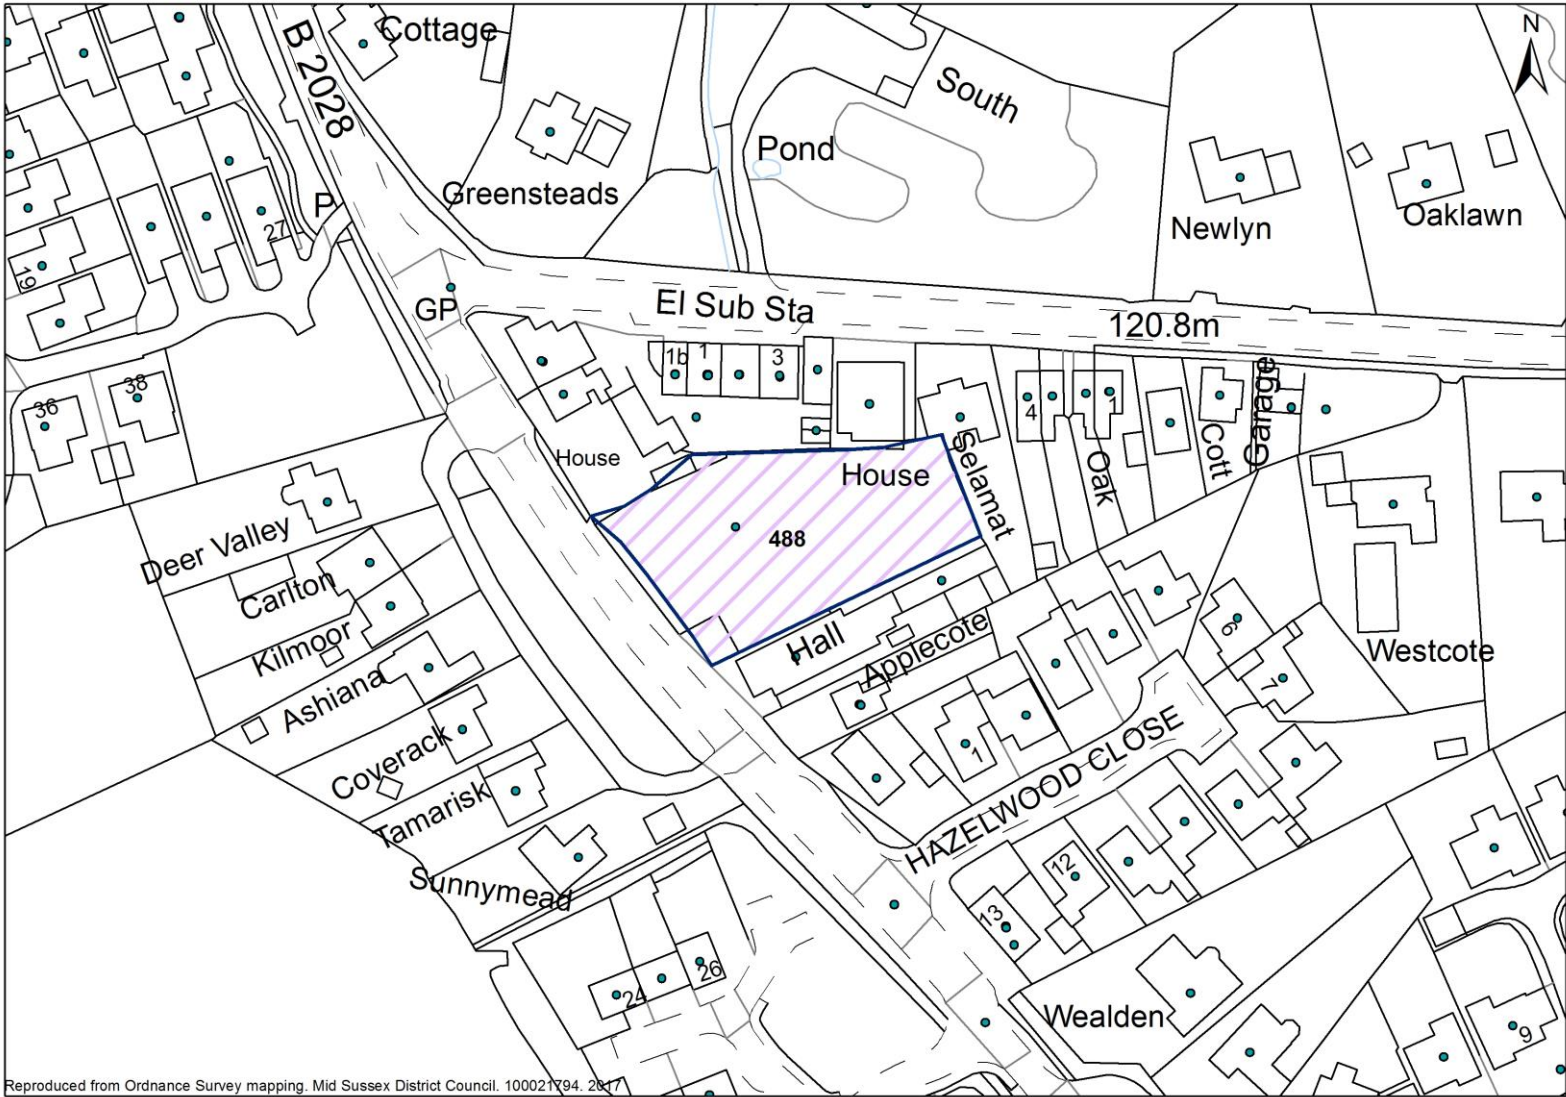 Cottage
N
B 2028
South
Pond
Greensteads
P
27
Newlyn
Oaklawn
19
GP
El Sub Sta
120.8m
1b
1
3
38
36
4
1
Garage
House
Oak
Cott
Selamat
House
488
Deer Valley
Carlton
Kilmoor
Hall
Applecote
6
7
Westcote
Ashiana
Coverack
1
HAZELWOOD CLOSE
Tamarisk
Sunnymead
12
13
26
24
Wealden
9
Reproduced from Ordnance Survey mapping. Mid Sussex District Council. 100021794. 2017